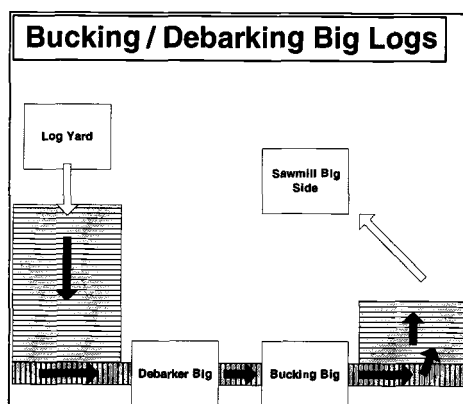 Bucking / Debarking Big Logs
Log Yard
Sawmill Big
Side
Debarker Big
Bucking Big